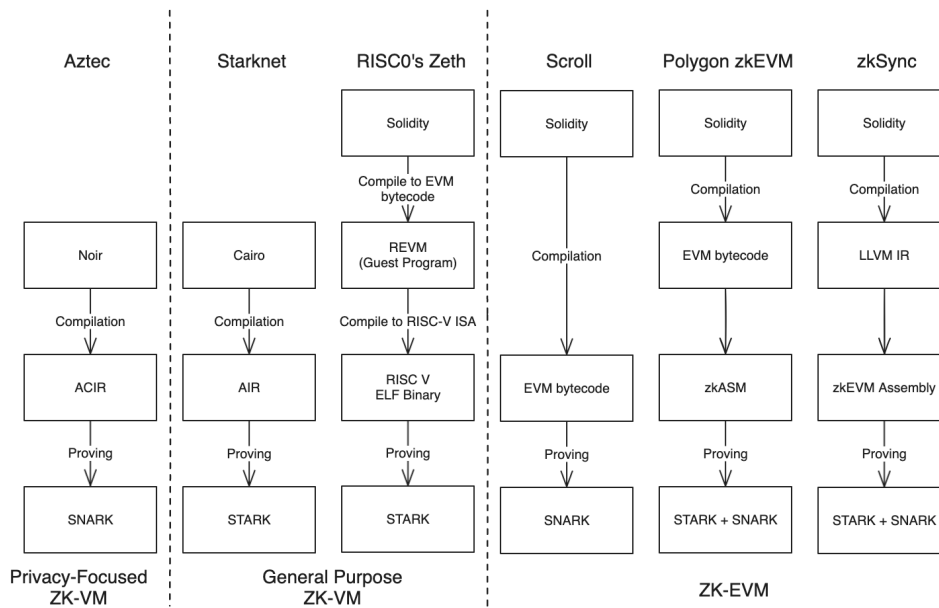 Aztec
Starknet
RISC0's Zeth
Scroll
Polygon zkEVM
zkSync
Solidity
Solidity
Solidity
Solidity
Compile to EVM
bytecode
Compilation
Compilation
Noir
Cairo
REVM
(Guest Program)
Compilation
EVM bytecode
LLVM IR
Compilation
Compilation
Compile to RISC-V ISA
ACIR
AIR
RISC V
ELF Binary
EVM bytecode
zkASM
zkEVM Assembly
Proving
Proving
Proving
Proving
Proving
Proving
SNARK
STARK
STARK
SNARK
STARK + SNARK
STARK + SNARK
Privacy-Focused
ZK-VM
General Purpose
ZK-VM
ZK-EVM